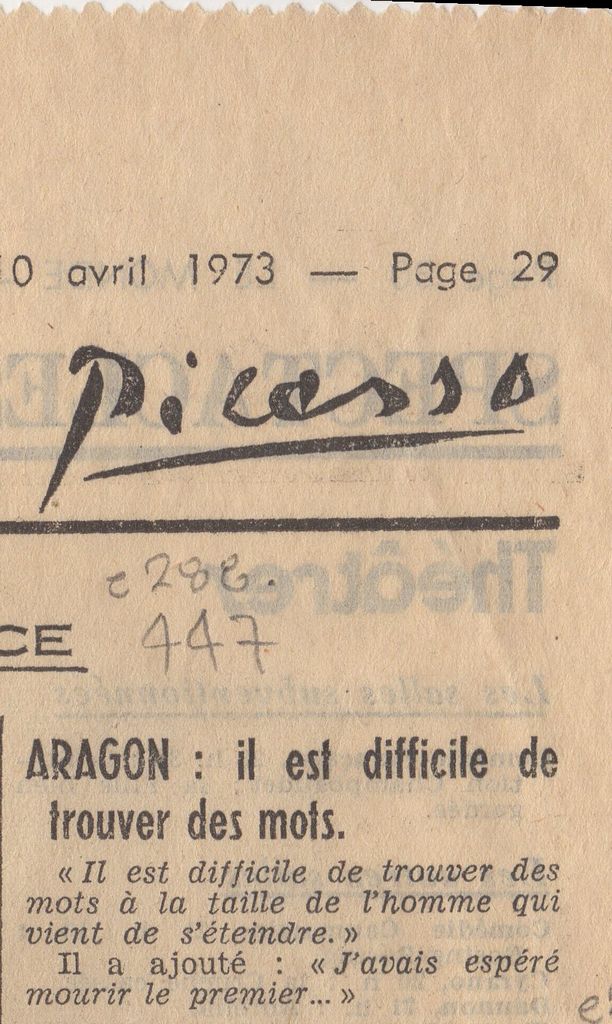 0 avril 1973 — Page 29
Picasso
e 288.
447
CE
ARAGON : il est difficile de
trouver des mots.
« Il est difficile de trouver des
mots à la taille de l'homme qui
vient de s'éteindre. »
Il a ajouté : « J'avais espéré
mourir le premier... »